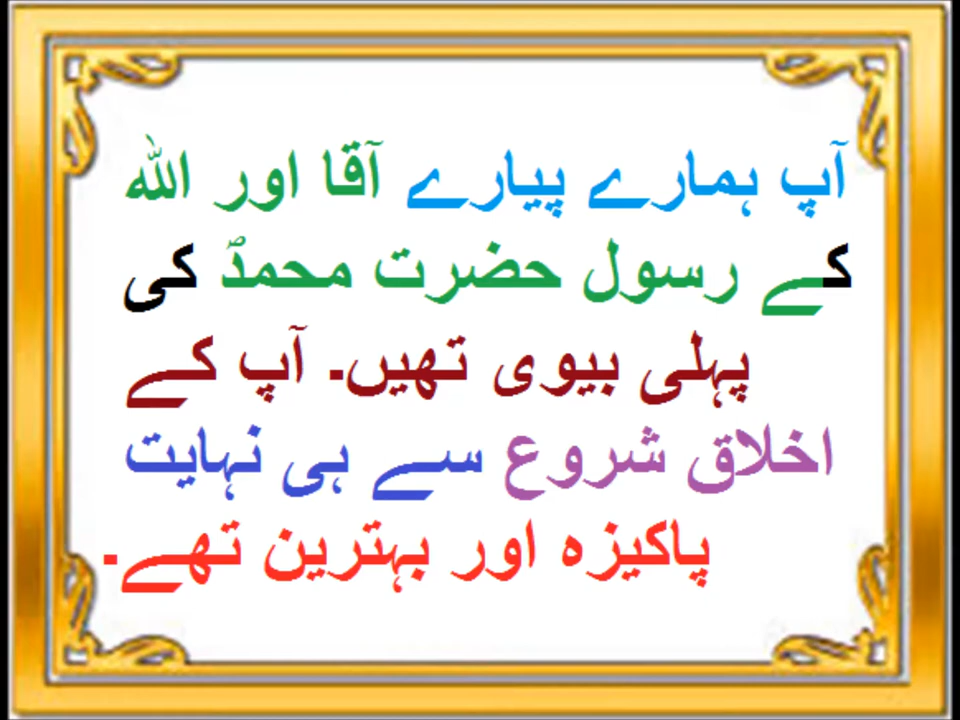 آپ ہمارے پیارے آقا اور اللہ
کے رسول حضرت محمدؐ کی
پہلی بیوی تھیں۔ آپ کے
اخلاق شروع سے ہی نہایت
پاکیزہ اور بہترین تھے۔